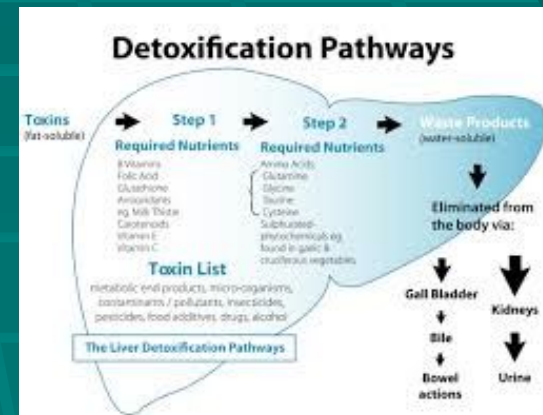 Detoxification Pathways
Toxins
(fat-soluble)
Step 1
Required Nutrients
B Vitamins
Folic Acid
Glutathione
Antioxidants
eg. Milk Thistle
Carotenoids
Vitamin E
Vitamin C
Step 2
Required Nutrients
Amino Acids
Glutamine
Glycine
Taurine
Cysteine
Sulphurated
phytochemicals eg
found in garlic &
cruciferous vegetables
Waste Products
(water-soluble)
Eliminated from
the body via:
Gall Bladder
Bile
Bowel
actions
Kidneys
Urine
Toxin List
metabolic end products, micro-organisms,
contaminants / pollutants, insecticides,
pesticides, food additives, drugs, alcohol
The Liver Detoxification Pathways